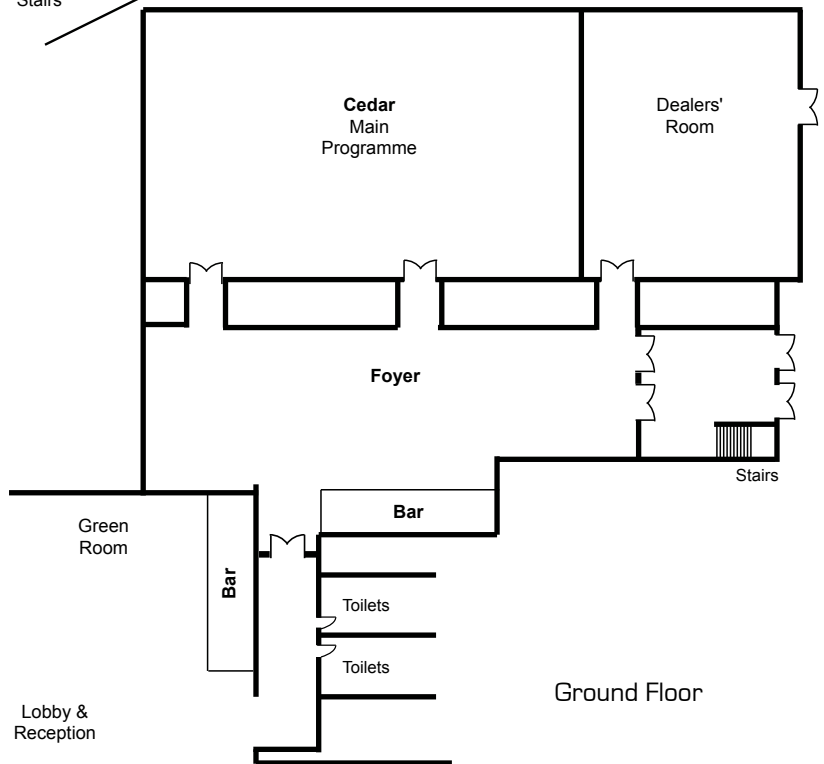 Stairs
Cedar
Main
Programme
Dealers'
Room
Foyer
Stairs
Bar
Green
Room
Bar
Toilets
Toilets
Ground Floor
Lobby &
Reception